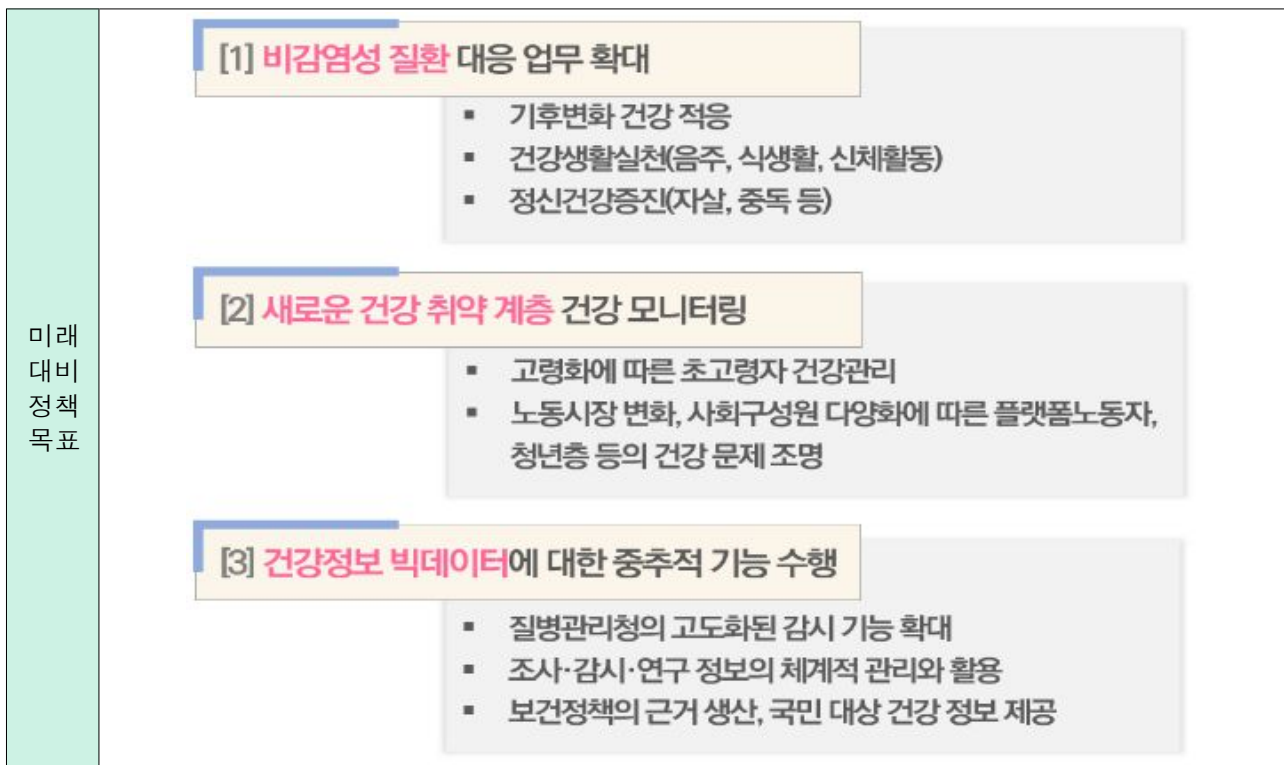 미래
대비
정책
목표
[1] 비감염성 질환 대응 업무 확대
▪ 기후변화 건강 적응
▪ 건강생활실천(음주, 식생활, 신체활동)
▪ 정신건강증진(자살, 중독 등)
[2] 새로운 건강 취약 계층 건강 모니터링
▪ 고령화에 따른 초고령자 건강관리
▪ 노동시장 변화, 사회구성원 다양화에 따른 플랫폼노동자,
청년층 등의 건강 문제 조명
[3] 건강정보 빅데이터에 대한 중추적 기능 수행
▪ 질병관리청의 고도화된 감시 기능 확대
▪ 조사·감시·연구 정보의 체계적 관리와 활용
▪ 보건정책의 근거 생산, 국민 대상 건강 정보 제공